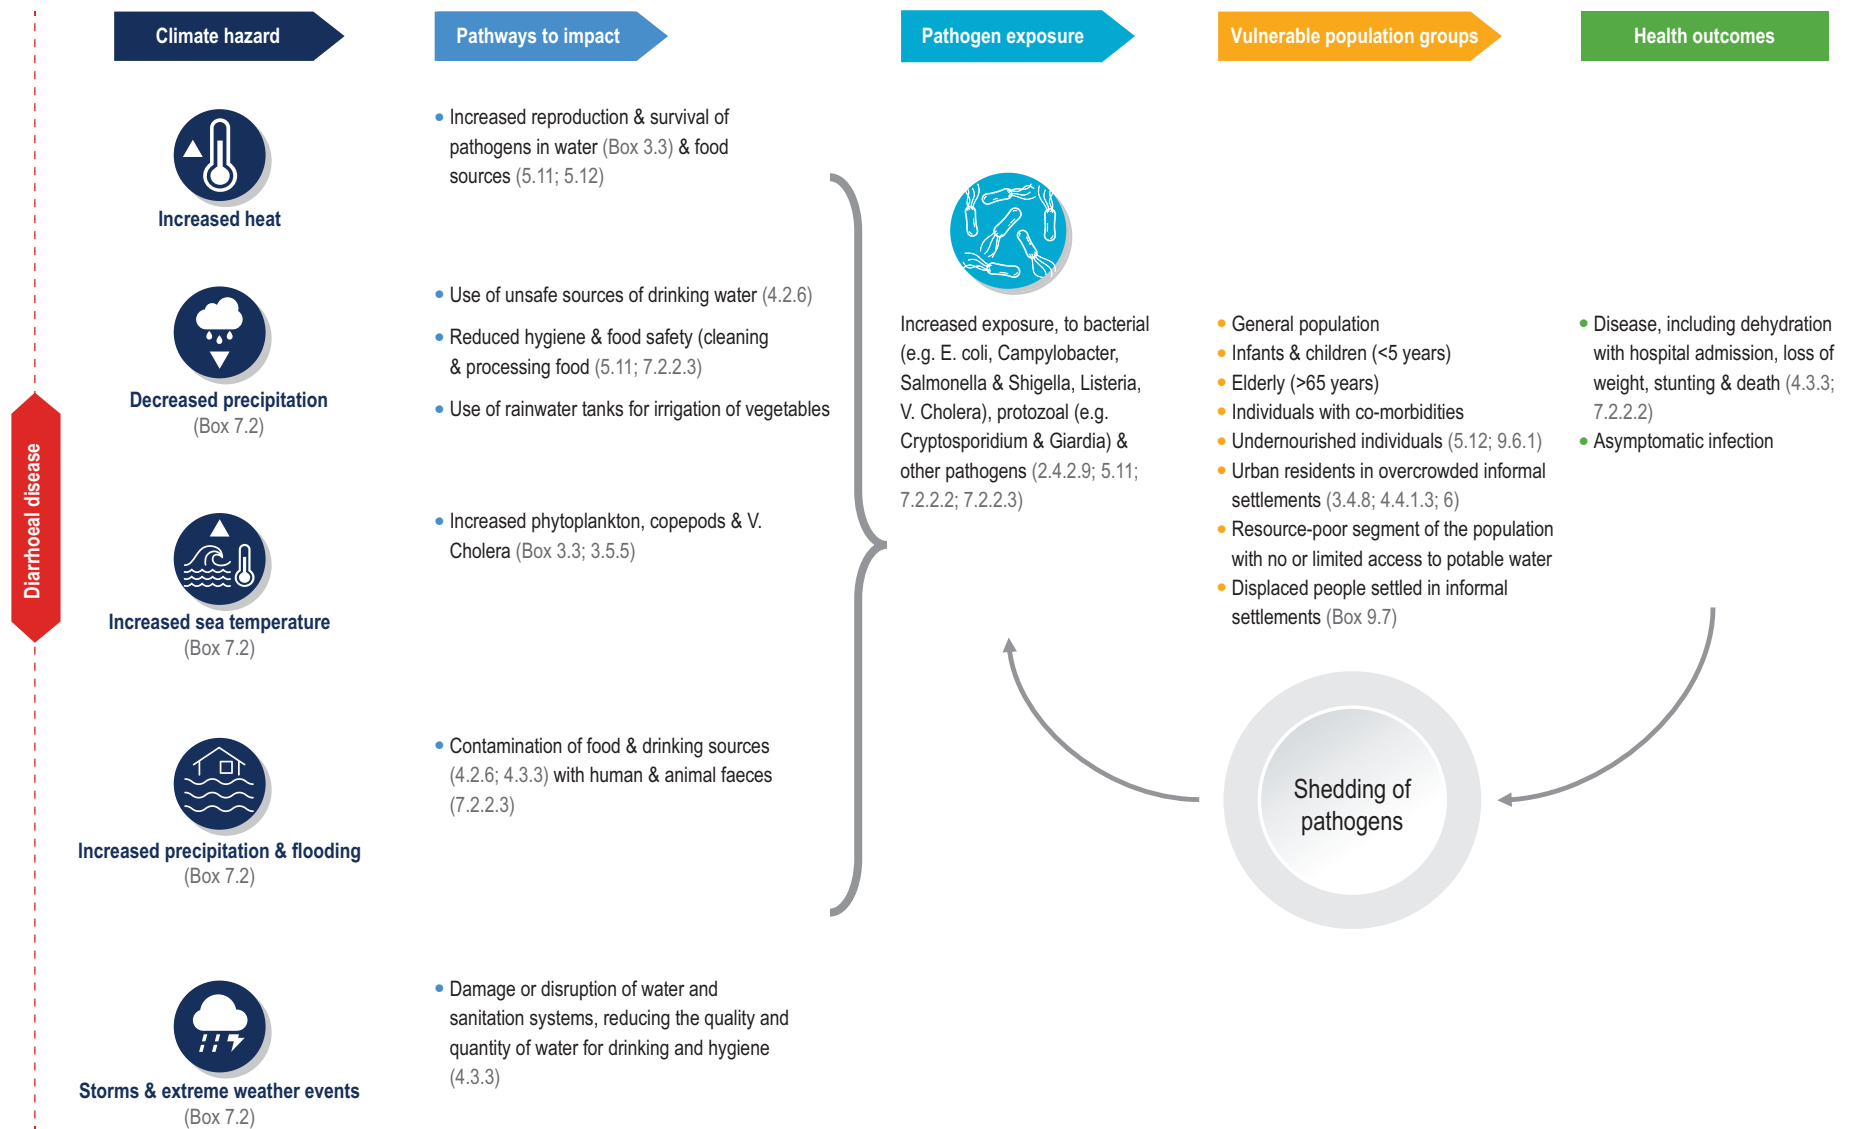 Climate hazard
Pathways to impact
Pathogen exposure
Vulnerable population groups
Health outcomes
Diarrhoeal disease
Increased heat
• Increased reproduction & survival of
pathogens in water (Box 3.3) & food
sources (5.11; 5.12)
Decreased precipitation
(Box 7.2)
• Use of unsafe sources of drinking water (4.2.6)
• Reduced hygiene & food safety (cleaning
& processing food (5.11; 7.2.2.3)
• Use of rainwater tanks for irrigation of vegetables
Increased sea temperature
(Box 7.2)
• Increased phytoplankton, copepods & V.
Cholera (Box 3.3; 3.5.5)
Increased precipitation & flooding
(Box 7.2)
• Contamination of food & drinking sources
(4.2.6; 4.3.3) with human & animal faeces
(7.2.2.3)
Storms & extreme weather events
(Box 7.2)
• Damage or disruption of water and
sanitation systems, reducing the quality and
quantity of water for drinking and hygiene
(4.3.3)
Increased exposure, to bacterial
(e.g. E. coli, Campylobacter,
Salmonella & Shigella, Listeria,
V. Cholera), protozoal (e.g.
Cryptosporidium & Giardia) &
other pathogens (2.4.2.9; 5.11;
7.2.2.2; 7.2.2.3)
• General population
• Infants & children (<5 years)
• Elderly (>65 years)
• Individuals with co-morbidities
• Undernourished individuals (5.12; 9.6.1)
• Urban residents in overcrowded informal
settlements (3.4.8; 4.4.1.3; 6)
• Resource-poor segment of the population
with no or limited access to potable water
• Displaced people settled in informal
settlements (Box 9.7)
• Disease, including dehydration
with hospital admission, loss of
weight, stunting & death (4.3.3;
7.2.2.2)
• Asymptomatic infection
Shedding of
pathogens